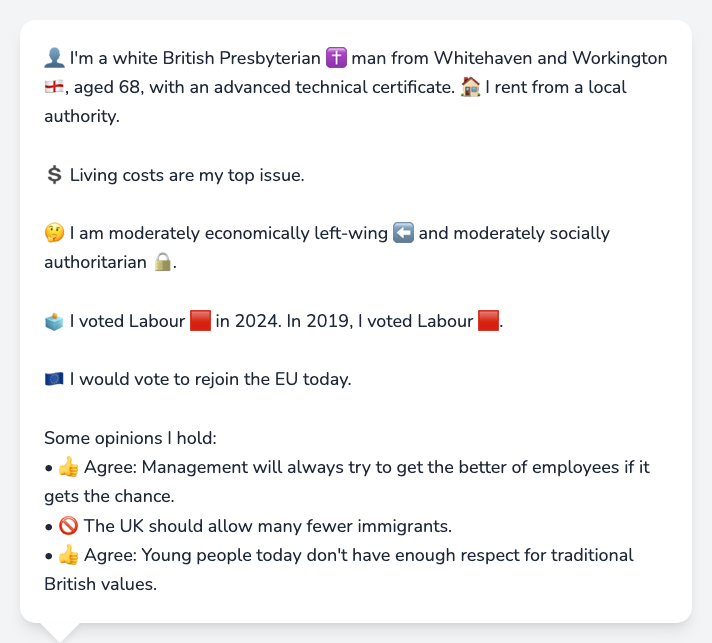 👤 I'm a white British Presbyterian ✝️ man from Whitehaven and Workington
🏴󠁧󠁢󠁥󠁮󠁧󠁿, aged 68, with an advanced technical certificate. 🏠 I rent from a local
authority.
💲 Living costs are my top issue.
🤔 I am moderately economically left-wing ⬅️ and moderately socially
authoritarian 🔒.
🗳️ I voted Labour 🟥 in 2024. In 2019, I voted Labour 🟥.
🇪🇺 I would vote to rejoin the EU today.
Some opinions I hold:
• 👍 Agree: Management will always try to get the better of employees if it
gets the chance.
• 🚫 The UK should allow many fewer immigrants.
• 👍 Agree: Young people today don't have enough respect for traditional
British values.